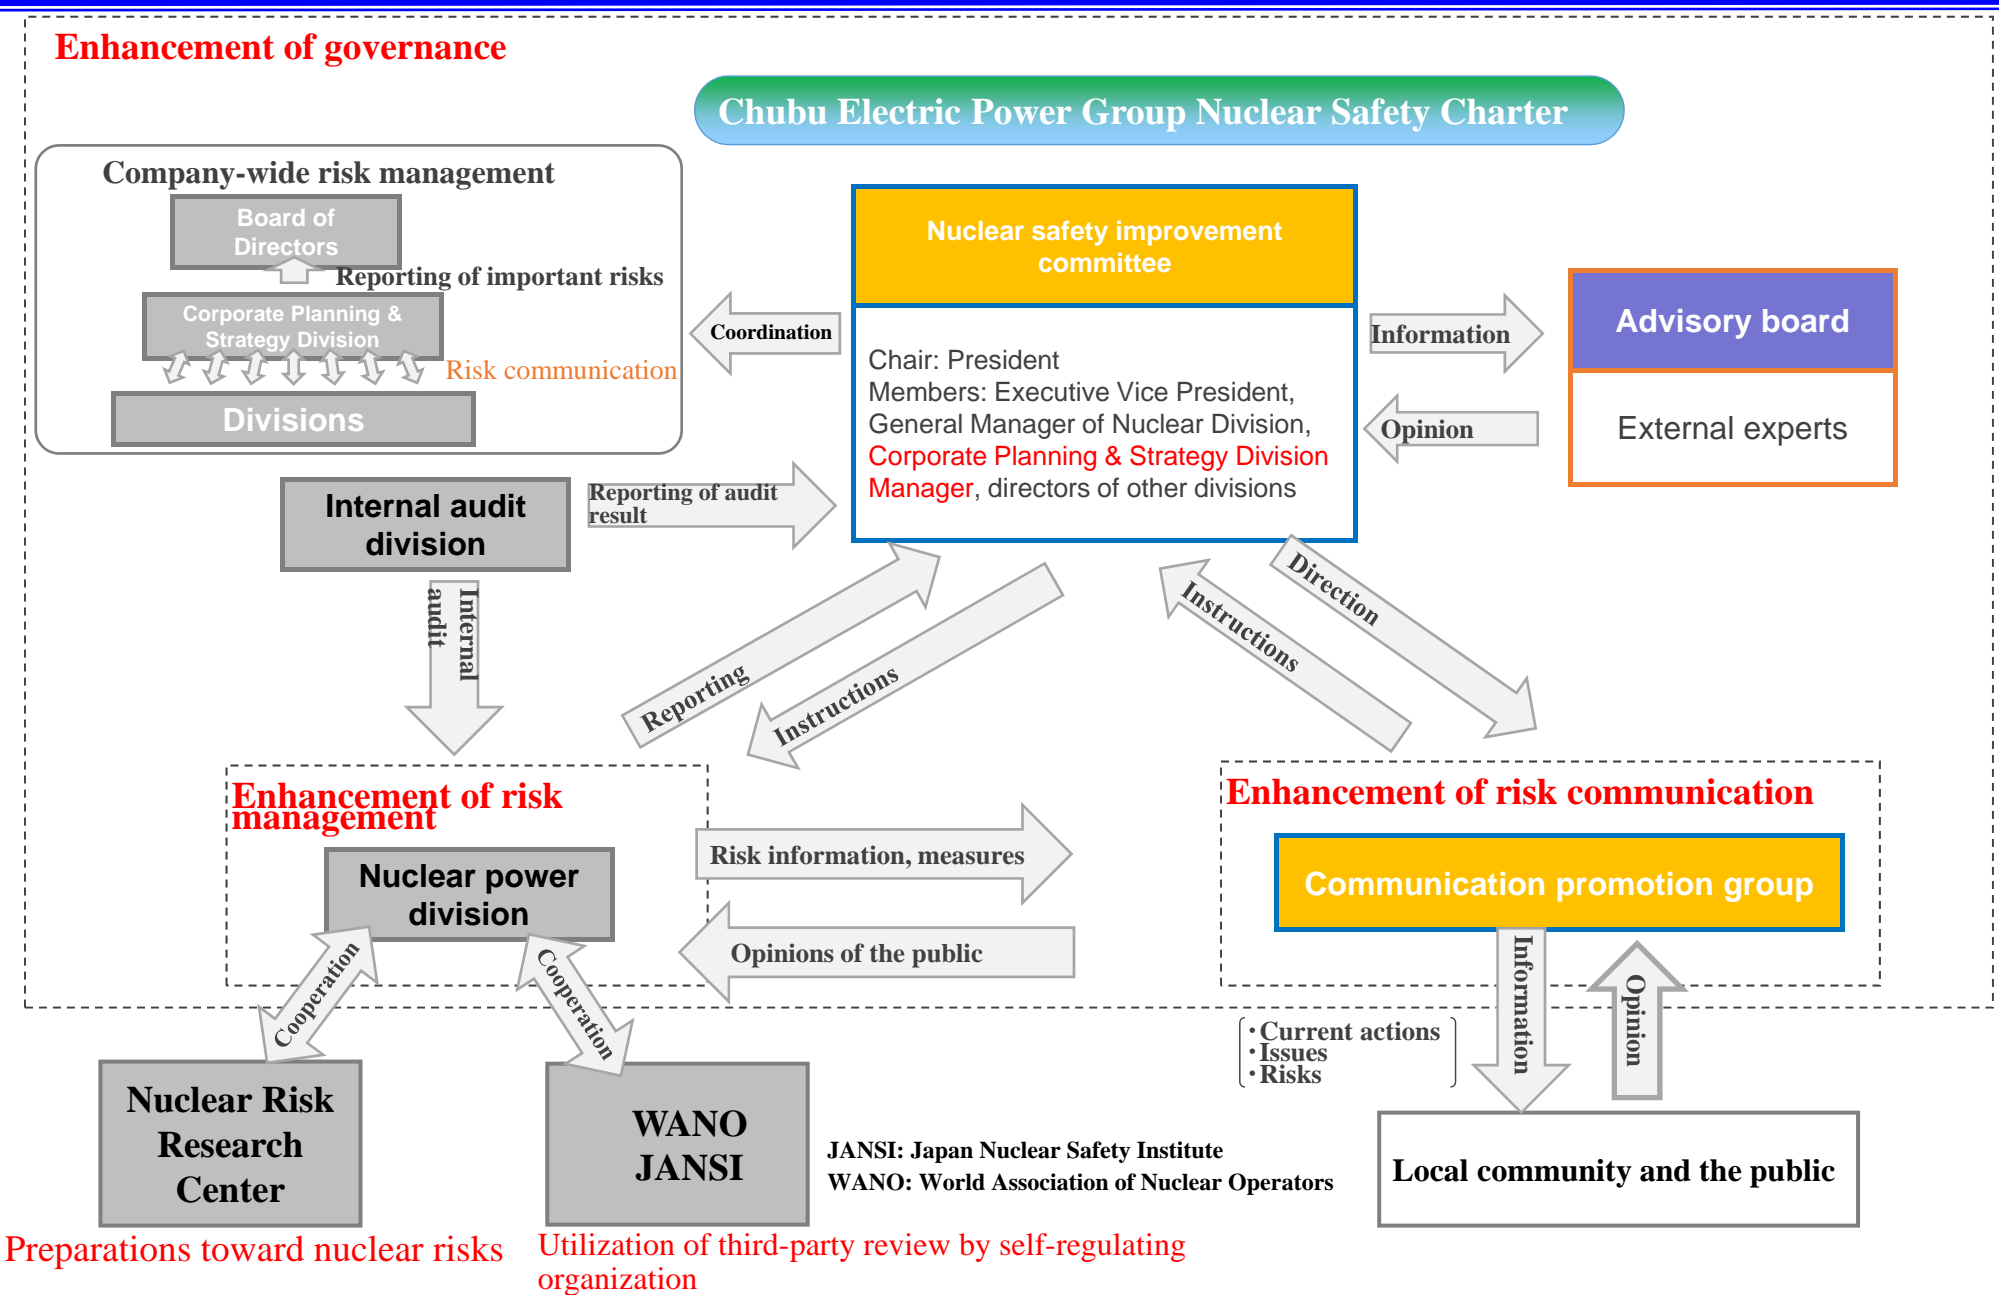 Enhancement of governance
Chubu Electric Power Group Nuclear Safety Charter
Company-wide risk management
Board of
Directors
Reporting of important risks
Corporate Planning &
Strategy Division
Risk communication
Divisions
Nuclear safety improvement
committee
Coordination
Chair: President
Members: Executive Vice President,
General Manager of Nuclear Division,
Corporate Planning & Strategy Division
Manager, directors of other divisions
Information
Opinion
Advisory board
External experts
Internal audit
division
Reporting of audit
result
Internal
audit
Reporting
Instructions
Instructions
Direction
Enhancement of risk
management
Nuclear power
division
Risk information, measures
Opinions of the public
Enhancement of risk communication
Communication promotion group
Cooperation
Cooperation
Information
Opinion
・Current actions
・Issues
・Risks
Nuclear Risk
Research
Center
WANO
JANSI
JANSI: Japan Nuclear Safety Institute
WANO: World Association of Nuclear Operators
Local community and the public
Preparations toward nuclear risks
Utilization of third-party review by self-regulating
organization